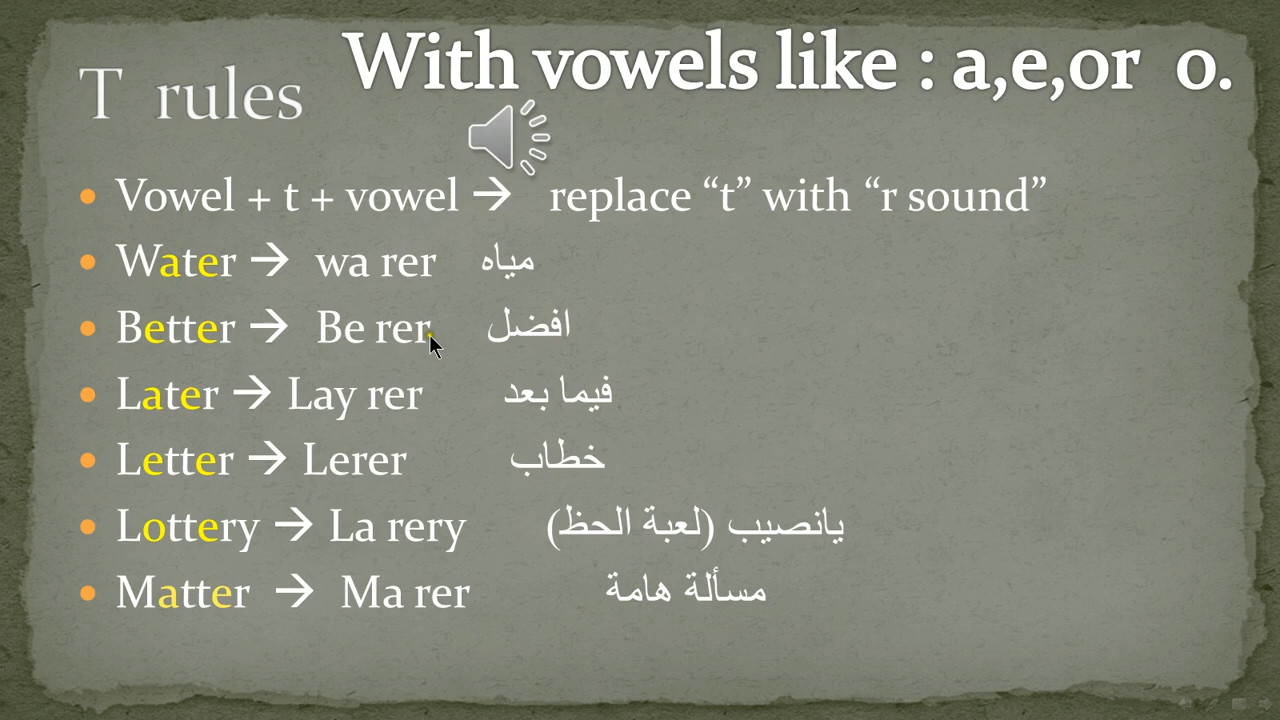 With vowels like : a,e,or o.
T rules
Vowel + t + vowel → replace “t” with “r sound”
Water → wa rer مياه
Better → Be rer افضل
Later → Lay rer فيما بعد
Letter → Lerer خطاب
Lottery → La rery يانصيب (لعبة الحظ)
Matter → Ma rer مسألة هامة